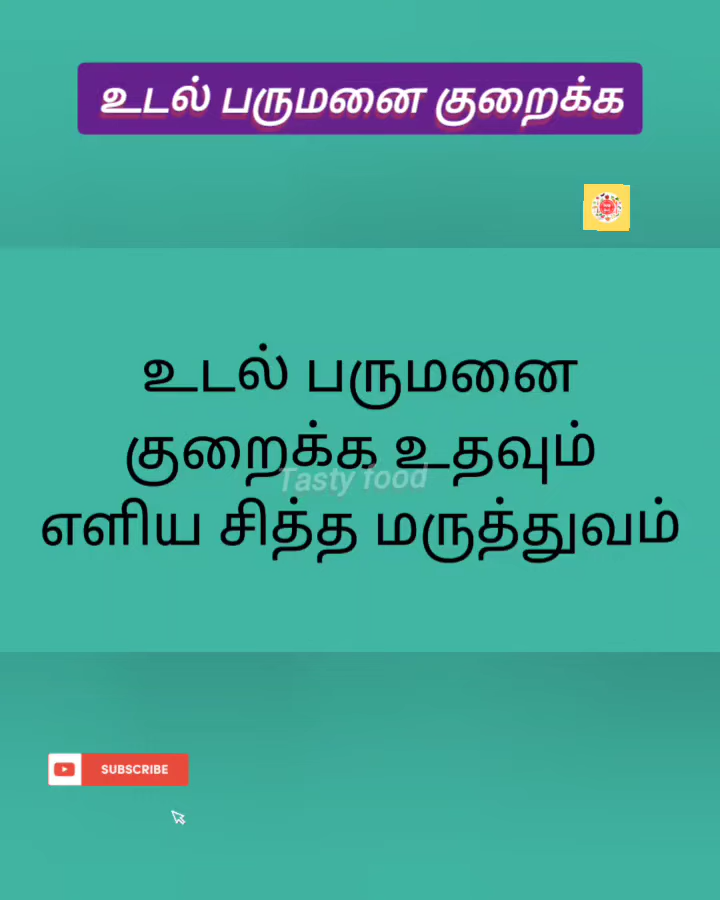 உடல் பருமனை குறைக்க
உடல் பருமனை
குறைக்க உதவும்
Tasty food
எளிய சித்த மருத்துவம்
SUBSCRIBE